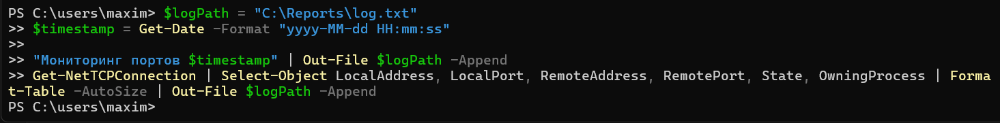 PS C:\users\maxim> $logPath = "C:\Reports\log.txt"
>> $timestamp = Get-Date -Format "yyyy-MM-dd HH:mm:ss"
>>
>> "Мониторинг портов $timestamp" | Out-File $logPath -Append
>> Get-NetTCPConnection | Select-Object LocalAddress, LocalPort, RemoteAddress, RemotePort, State, OwningProcess | Forma
t-Table -AutoSize | Out-File $logPath -Append
PS C:\users\maxim>